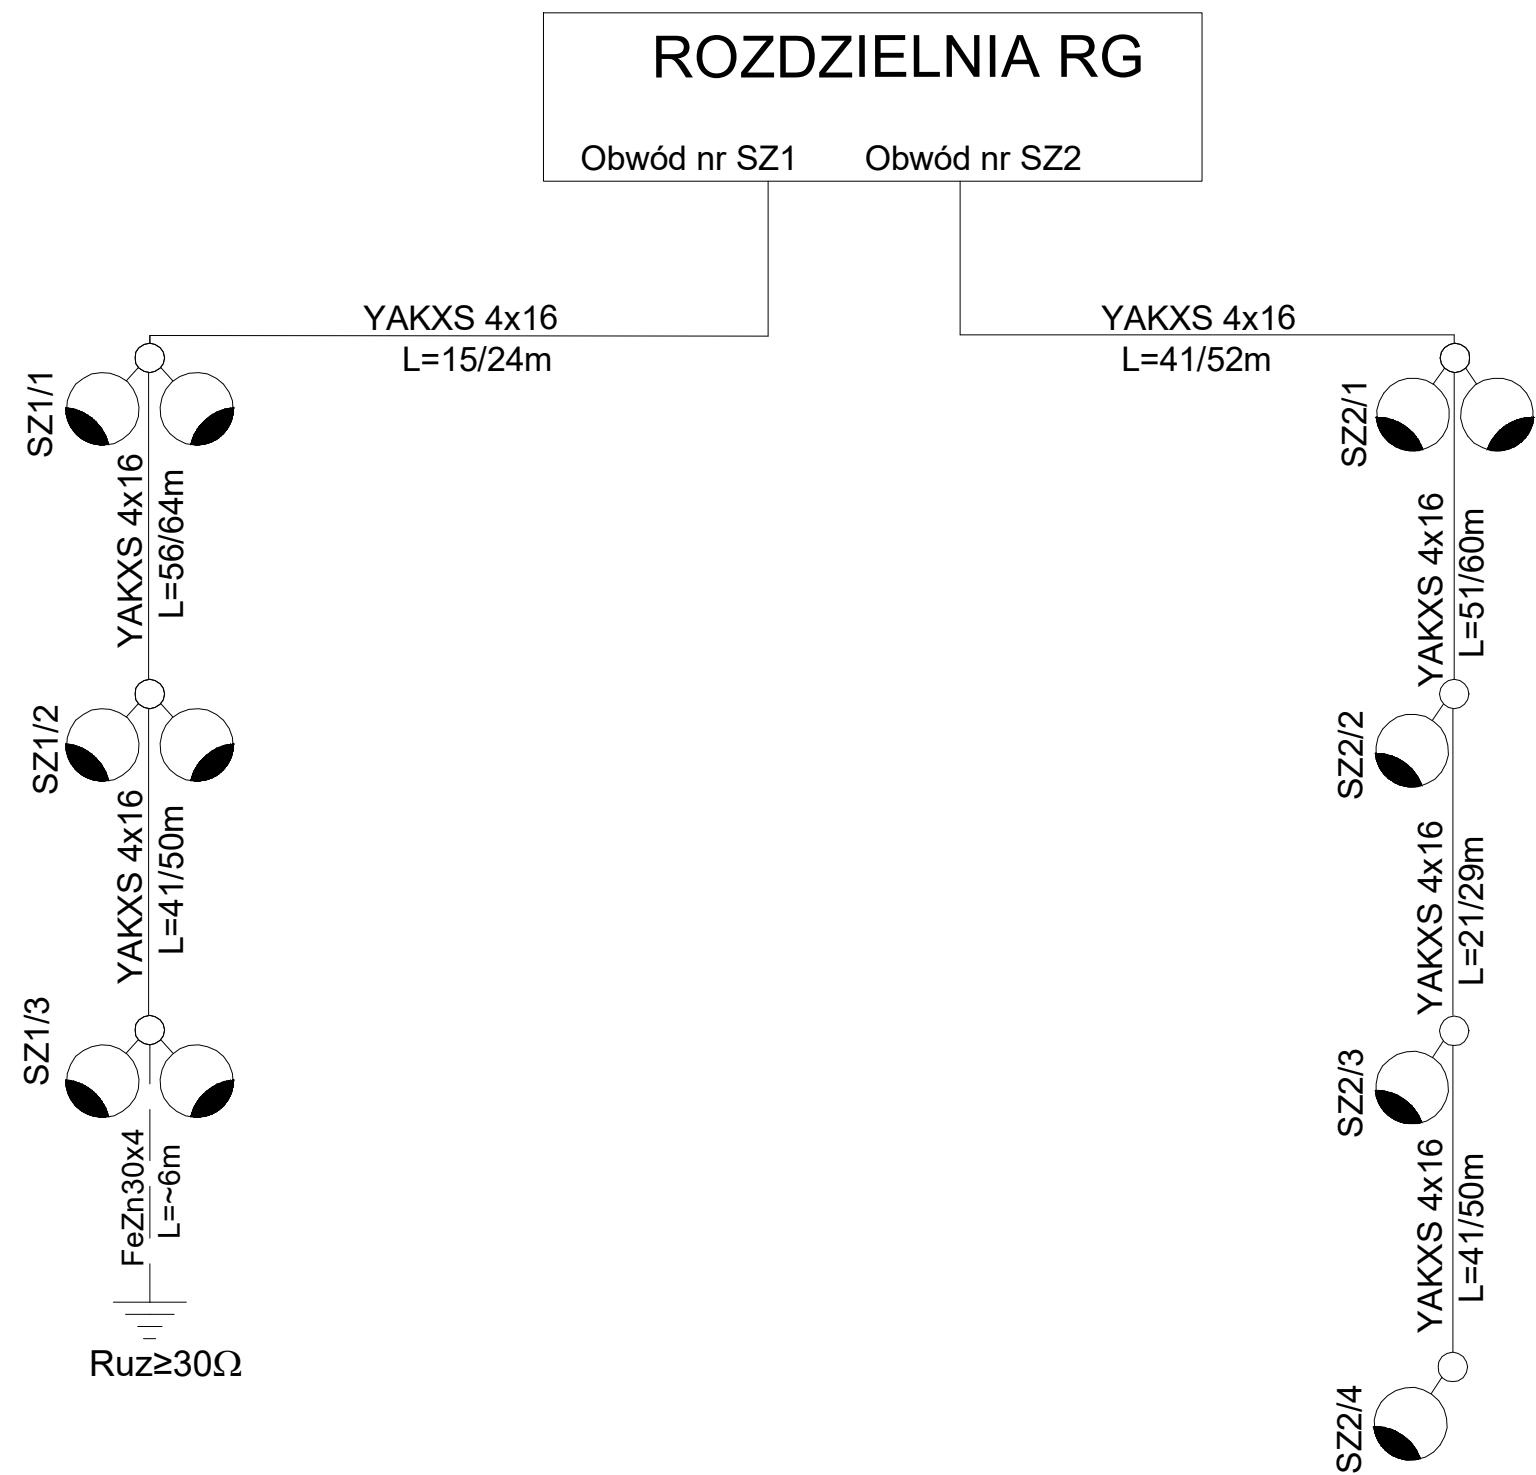 ROZDZIELNIA RG
Obwód nr SZ1
Obwód nr SZ2
YAKXS 4x16
L=15/24m
SZ1/1
YAKXS 4x16
L=56/64m
SZ1/2
YAKXS 4x16
L=41/50m
SZ1/3
FeZn30x4
L=~6m
Ruz≥30Ω
YAKXS 4x16
L=41/52m
SZ2/1
YAKXS 4x16
L=51/60m
SZ2/2
YAKXS 4x16
L=21/29m
SZ2/3
YAKXS 4x16
L=41/50m
SZ2/4